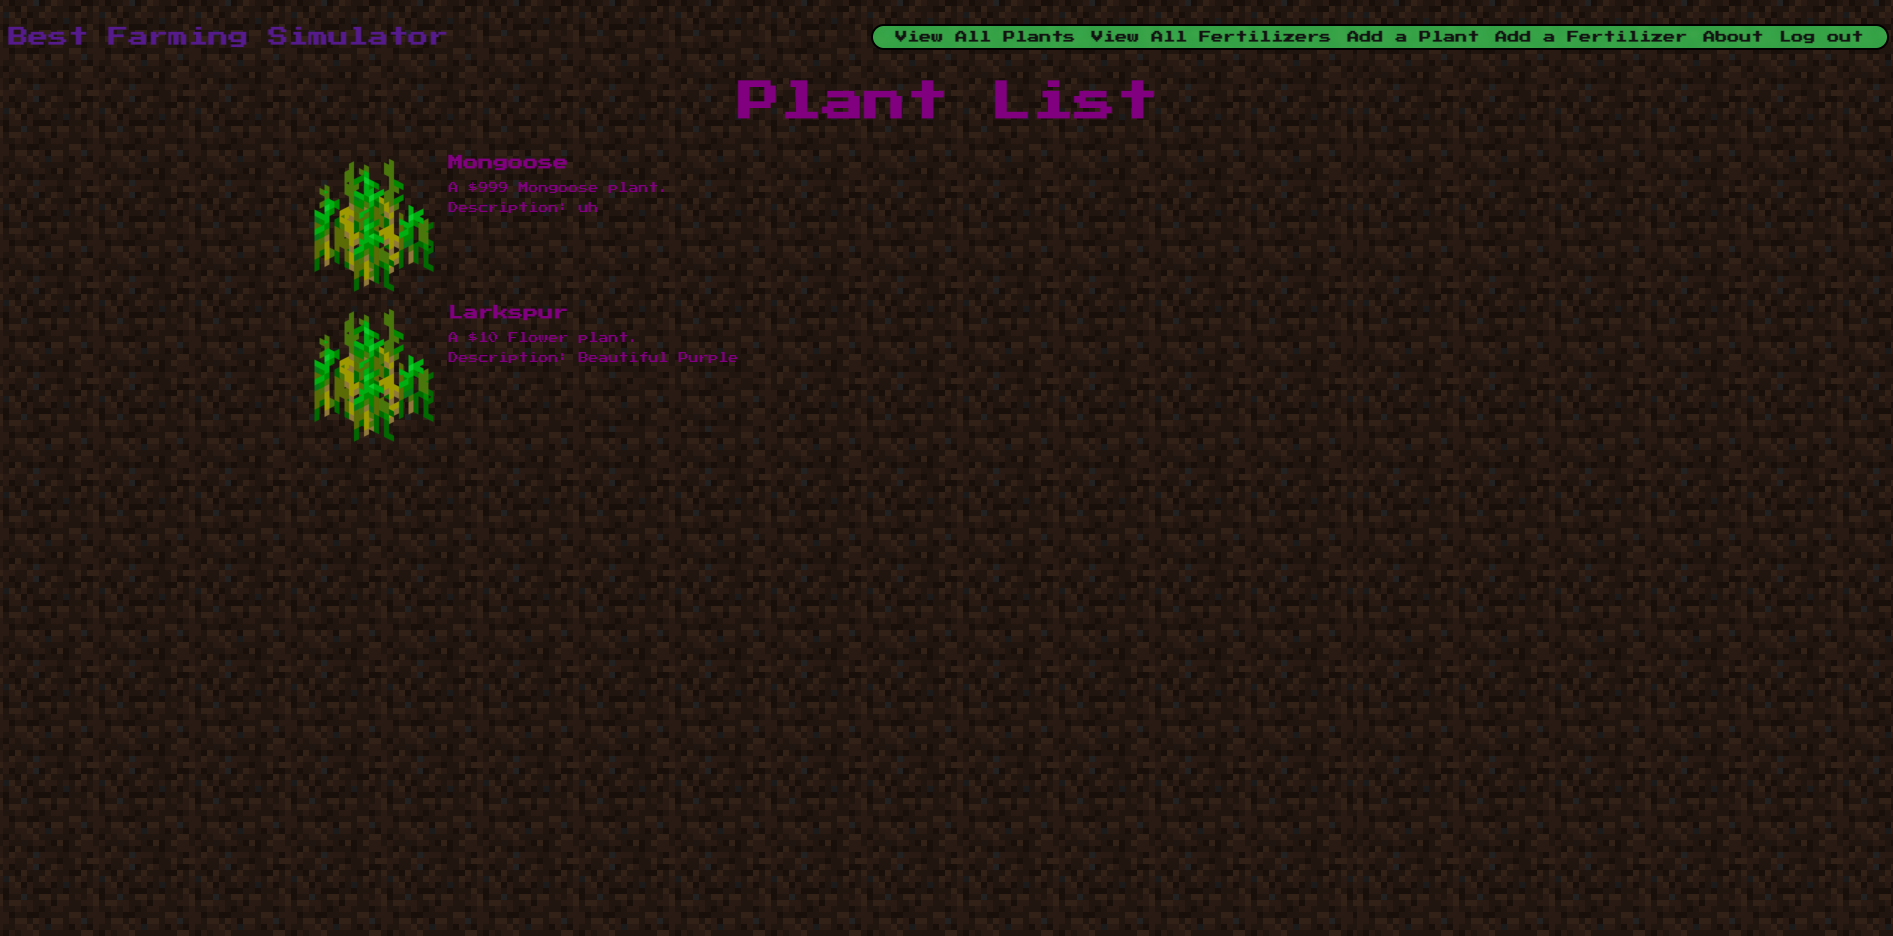 Best Farming Simulator
View All Plants View All Fertilizers Add a Plant Add a Fertilizer About Log out
Plant List
Mongoose
A $999 Mongoose plant.
Description: uh
Larkspur
A $10 Flower plant.
Description: Beautiful Purple